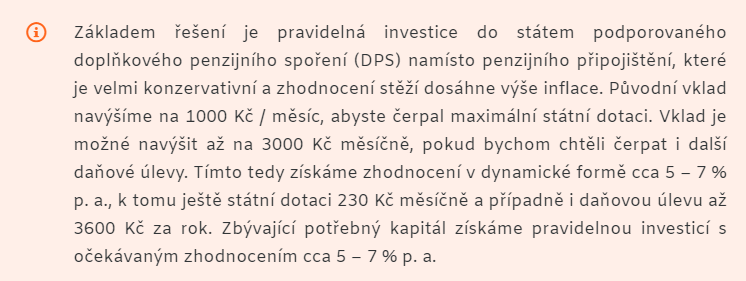 Základem řešení je pravidelná investice do státem podporovaného
doplňkového penzijního spoření (DPS) namísto penzijního připojištění, které
je velmi konzervativní a zhodnocení stěží dosáhne výše inflace. Původní vklad
navýšíme na 1000 Kč / měsíc, abyste čerpal maximální státní dotaci. Vklad je
možné navýšit až na 3000 Kč měsíčně, pokud bychom chtěli čerpat i další
daňové úlevy. Tímto tedy získáme zhodnocení v dynamické formě cca 5 – 7 %
p. a., k tomu ještě státní dotaci 230 Kč měsíčně a případně i daňovou úlevu až
3600 Kč za rok. Zbývající potřebný kapitál získáme pravidelnou investicí s
očekávaným zhodnocením cca 5 – 7 % p. a.